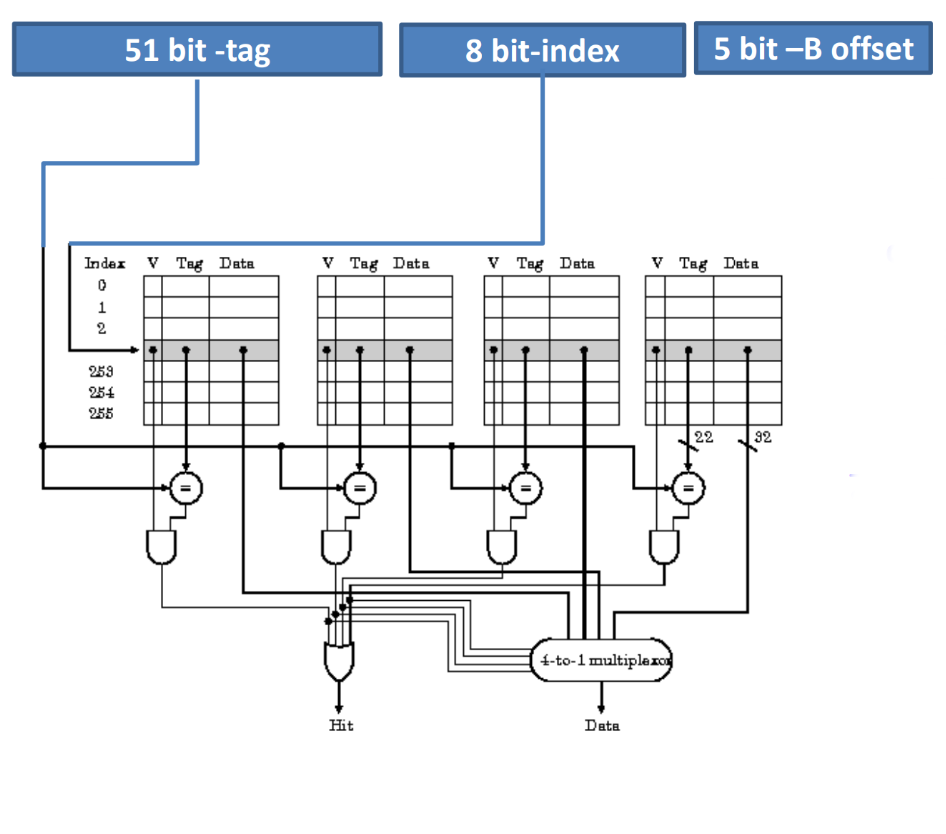 51 bit -tag
8 bit-index
5 bit –B offset
Index V Tag Data V Tag Data V Tag Data V Tag Data
0
1
2
253
254
255
22 32
= = = =
4-to-1 multiplexor
Hit Data